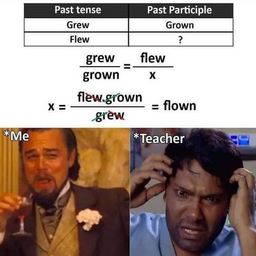 Past tense Past Participle
Grew Grown
Flew ?
grew/grown = flew/x
x = flew.grown/grew = flown
*Me *Teacher